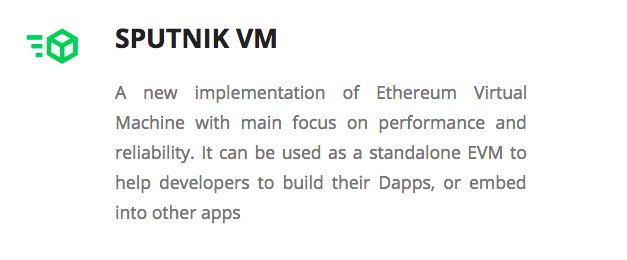 SPUTNIK VM
A new implementation of Ethereum Virtual
Machine with main focus on performance and
reliability. It can be used as a standalone EVM to
help developers to build their Dapps, or embed
into other apps